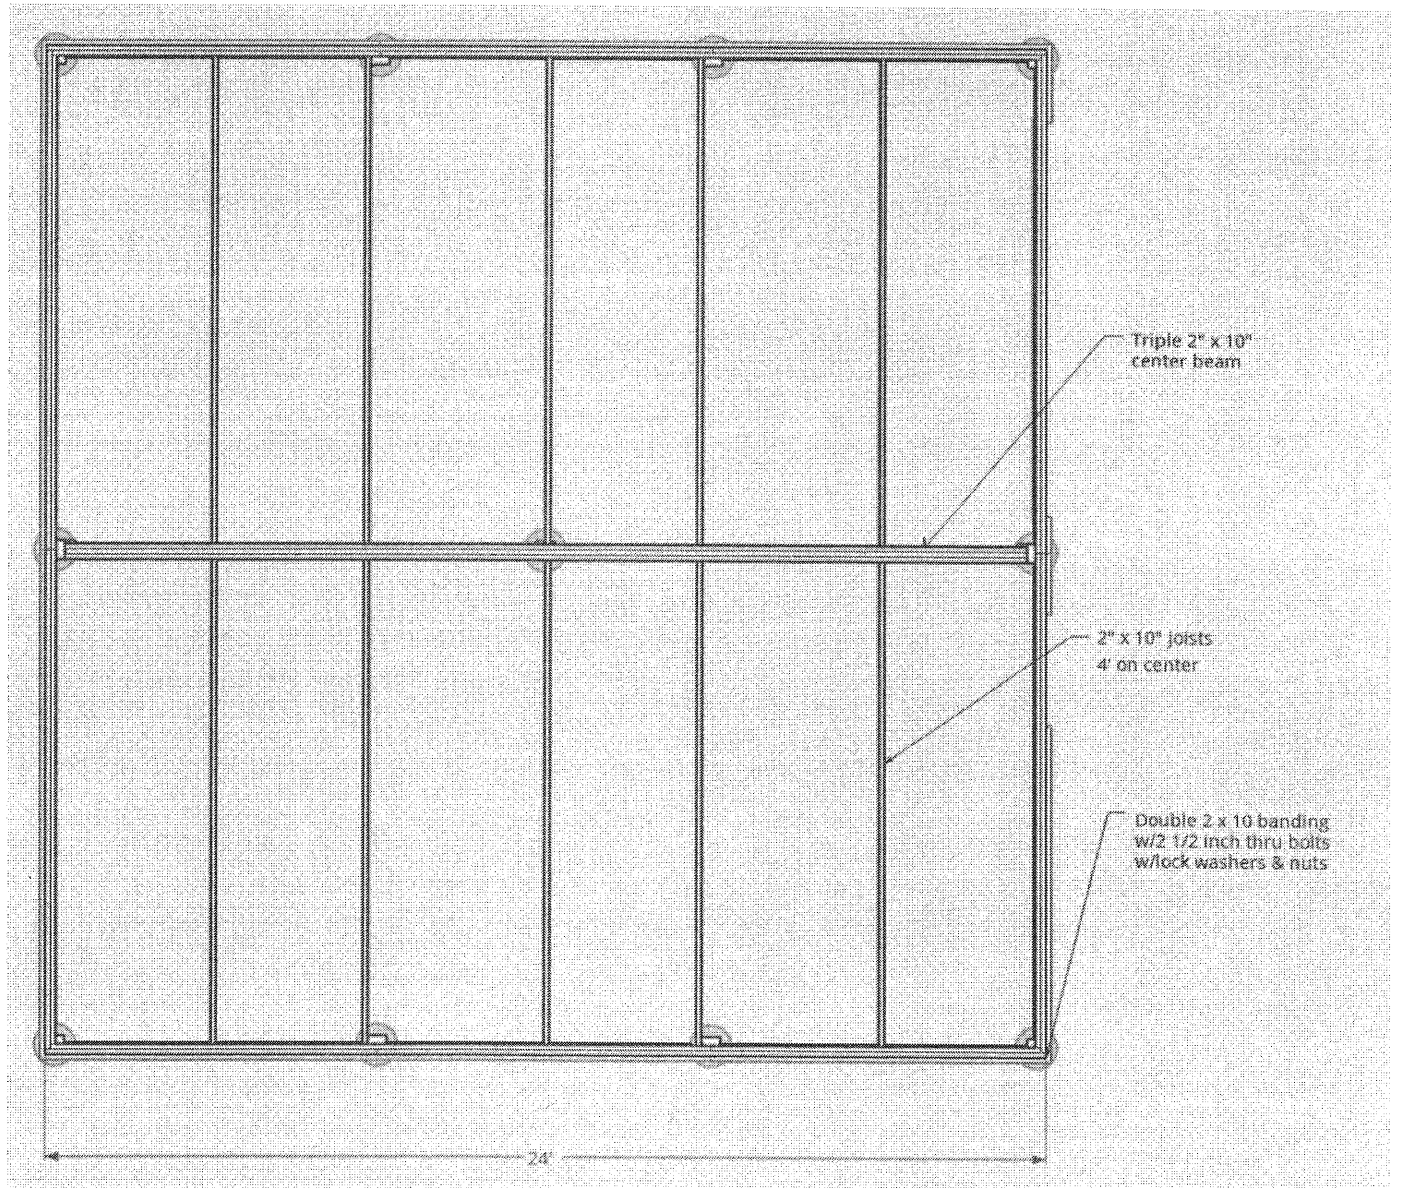 Triple 2" x 10"
center beam
2" x 10" joists
4' on center
Double 2 x 10 banding
w/2 1/2 inch thru bolts
w/lock washers & nuts
24'